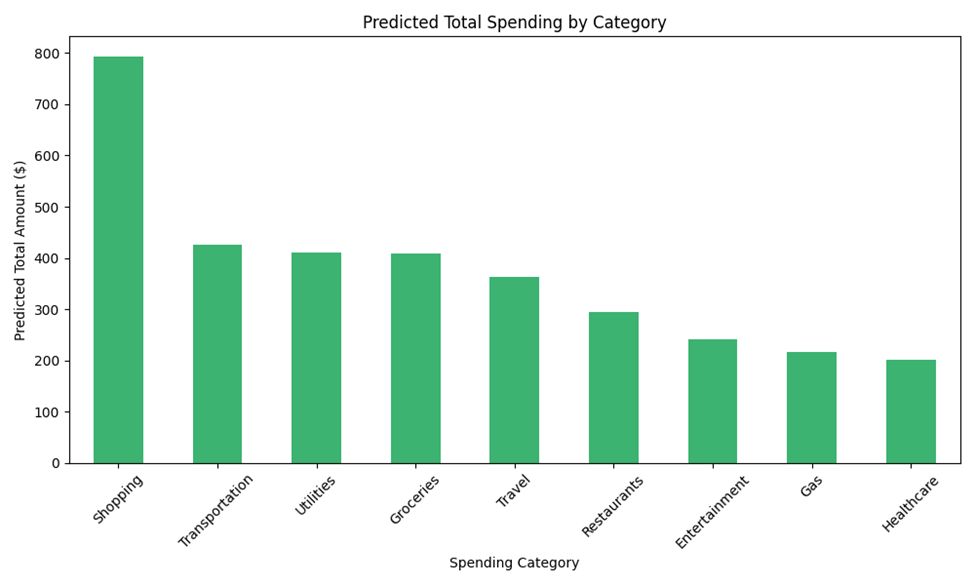 Predicted Total Spending by Category
Predicted Total Amount ($)
800
700
600
500
400
300
200
100
0
Shopping
Transportation
Utilities
Groceries
Travel
Restaurants
Entertainment
Gas
Healthcare
Spending Category